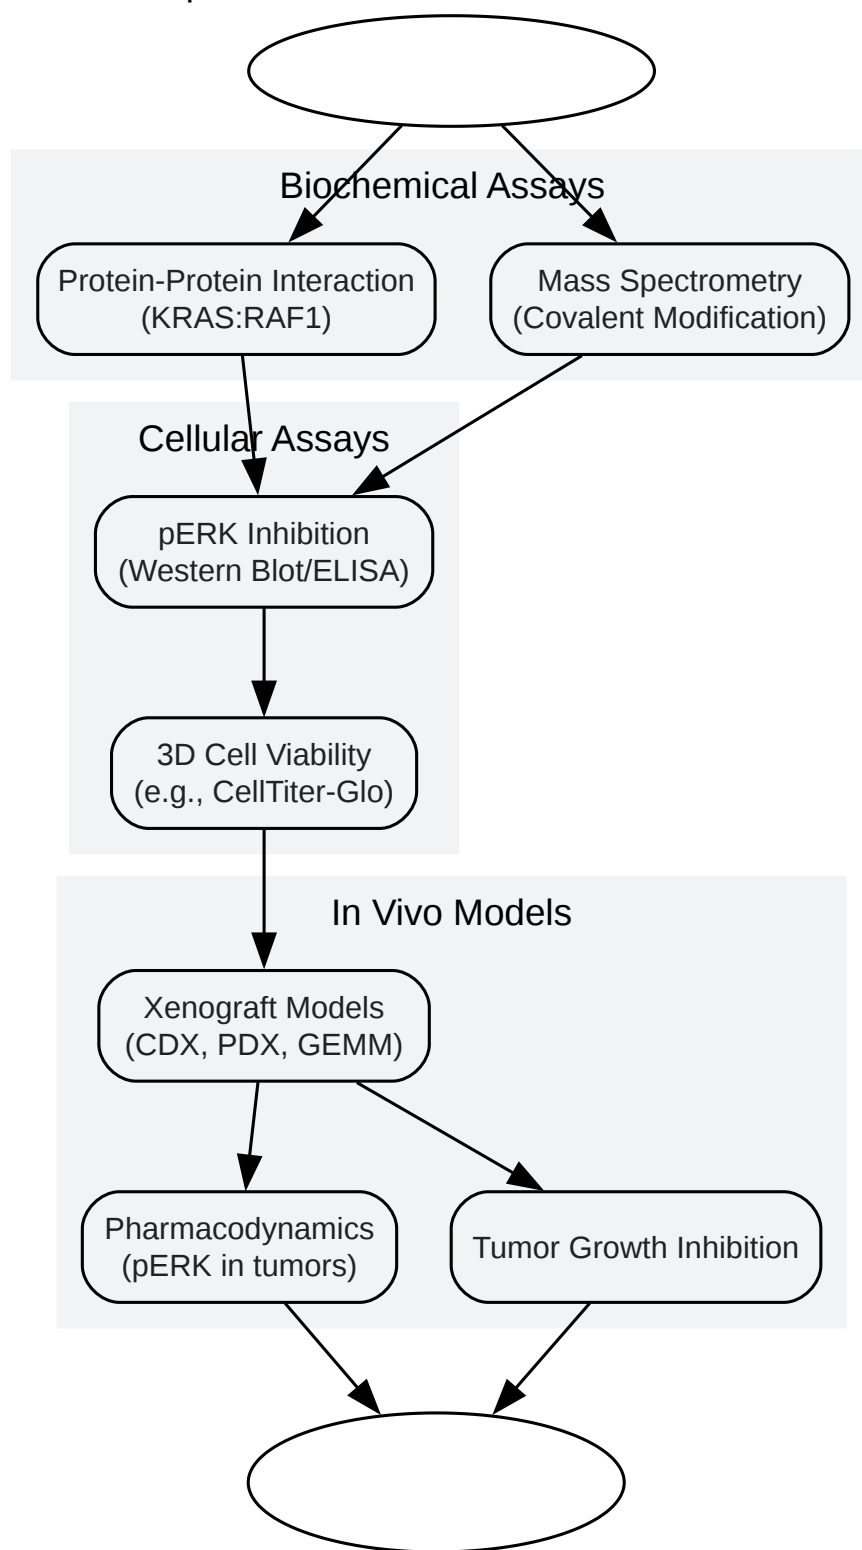 Biochemical Assays
Protein-Protein Interaction
(KRAS:RAF1)
Mass Spectrometry
(Covalent Modification)
Cellular Assays
pERK Inhibition
(Western Blot/ELISA)
3D Cell Viability
(e.g., CellTiter-Glo)
In Vivo Models
Xenograft Models
(CDX, PDX, GEMM)
Pharmacodynamics
(pERK in tumors)
Tumor Growth Inhibition